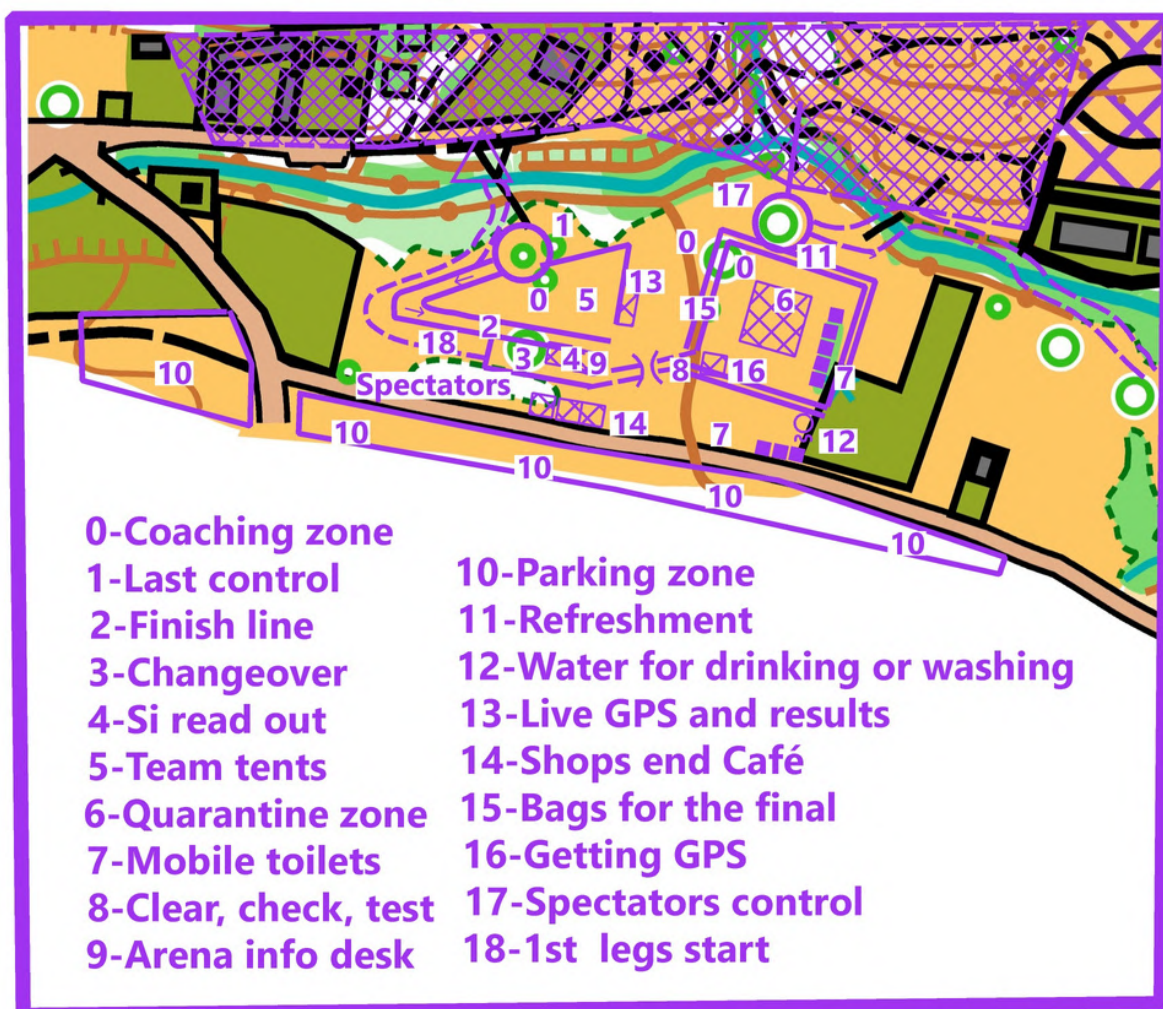 17
1
0
11
0
13
0
5
6
15
2
18
3
4
9
8
16
7
10
Spectators
14
7
12
10
10
10
10
0-Coaching zone
1-Last control
2-Finish line
3-Changeover
4-Si read out
5-Team tents
6-Quarantine zone
7-Mobile toilets
8-Clear, check, test
9-Arena info desk
10-Parking zone
11-Refreshment
12-Water for drinking or washing
13-Live GPS and results
14-Shops end Café
15-Bags for the final
16-Getting GPS
17-Spectators control
18-1st legs start